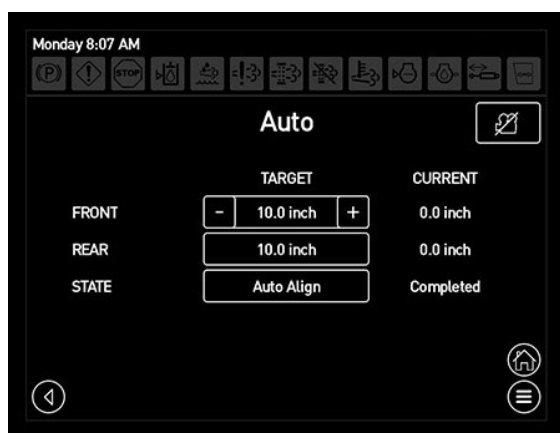 Monday 8:07 AM
(P) STOP
Auto
TARGET CURRENT
FRONT - 10.0 inch + 0.0 inch
REAR 10.0 inch 0.0 inch
STATE Auto Align Completed